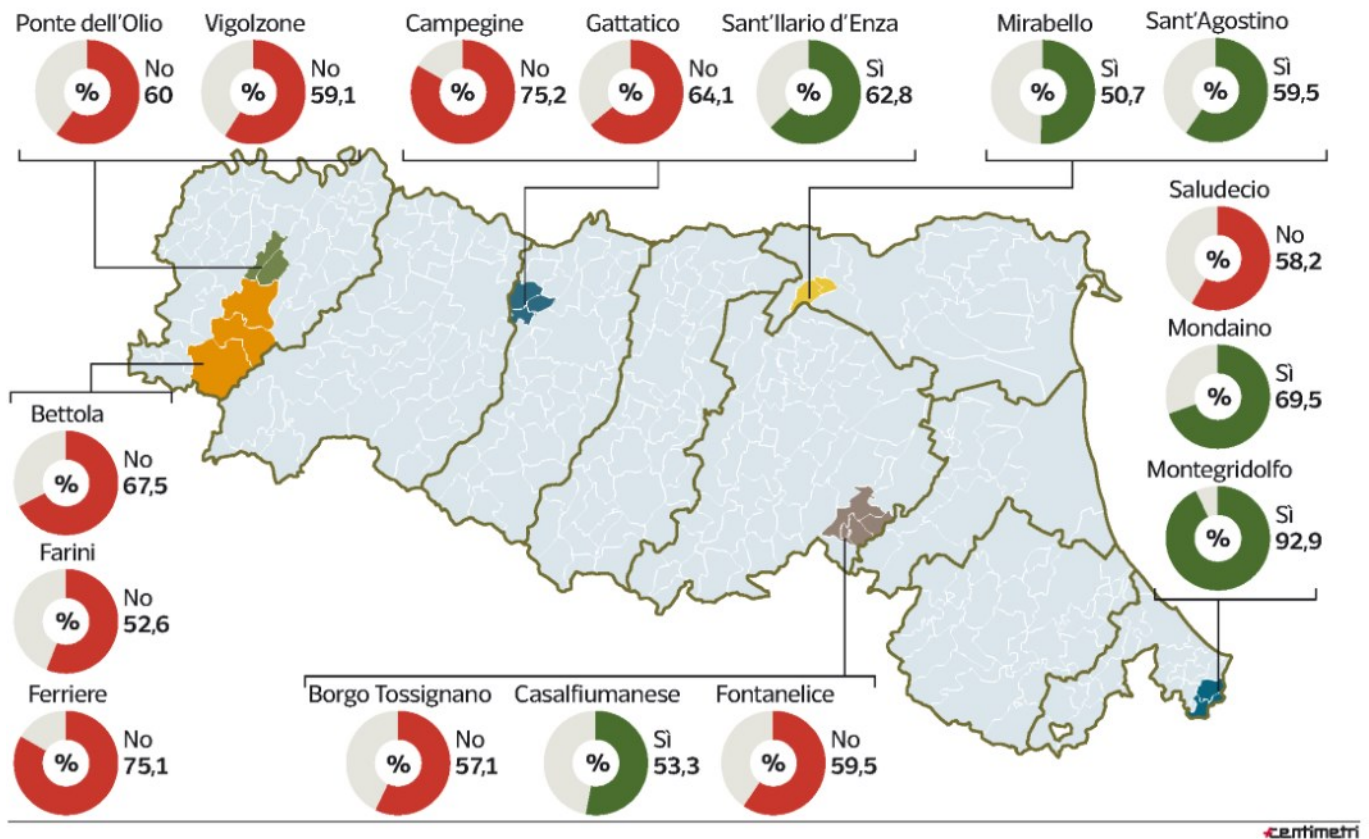 Ponte dell'Olio
%
No
60
Vigolzone
%
No
59,1
Campegine
%
No
75,2
Gattatico
%
No
64,1
Sant'Ilario d'Enza
%
Sì
62,8
Mirabello
%
Sì
50,7
Sant'Agostino
%
Sì
59,5
Saludecio
%
No
58,2
Mondaino
%
Sì
69,5
Montegridolfo
%
Sì
92,9
Bettola
%
No
67,5
Farini
%
No
52,6
Ferriere
%
No
75,1
Borgo Tossignano
%
No
57,1
Casalfiumanese
%
Sì
53,3
Fontanelice
%
No
59,5
centimetri